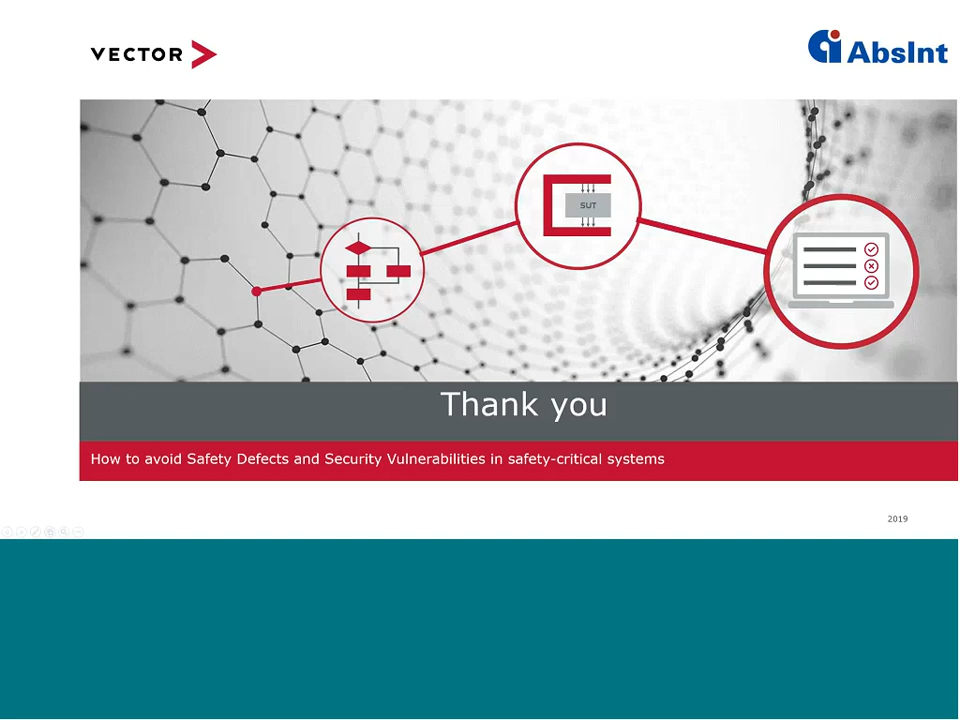 VECTOR
AbsInt
SUT
Thank you
How to avoid Safety Defects and Security Vulnerabilities in safety-critical systems
2019